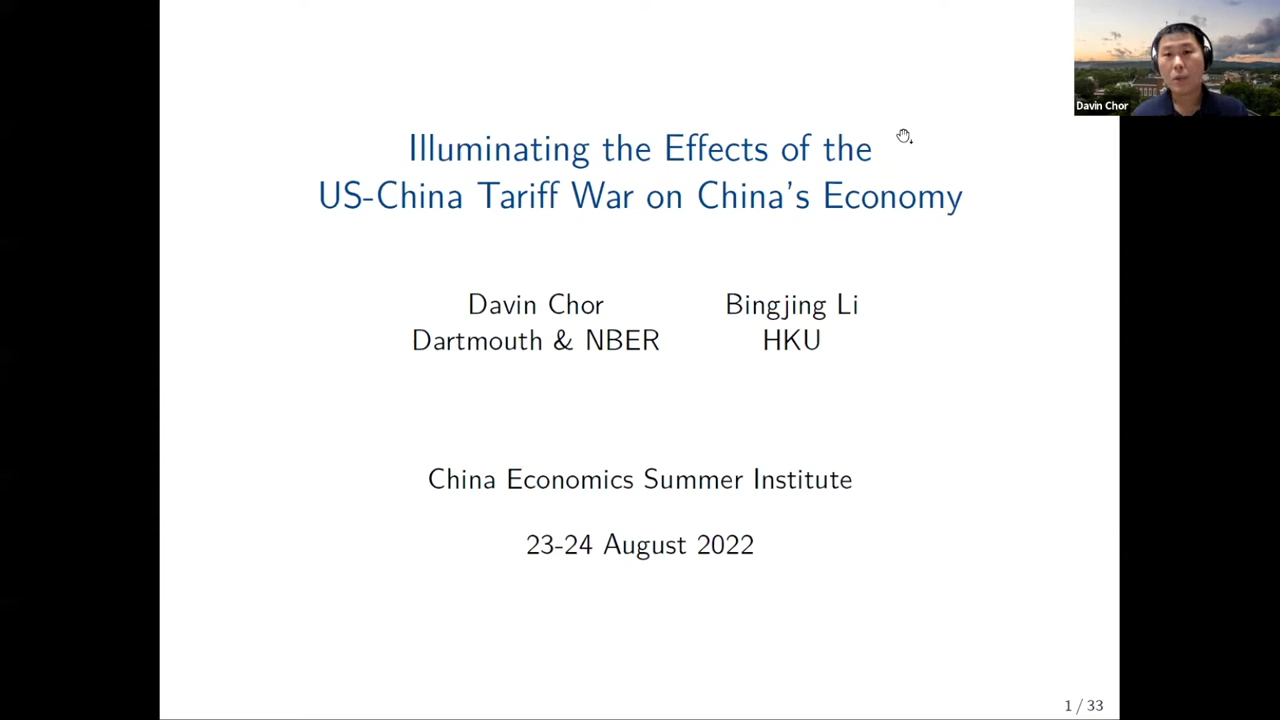 Illuminating the Effects of the
US-China Tariff War on China's Economy
Davin Chor
Dartmouth & NBER
Bingjing Li
HKU
China Economics Summer Institute
23-24 August 2022
1 / 33
Davin Chor